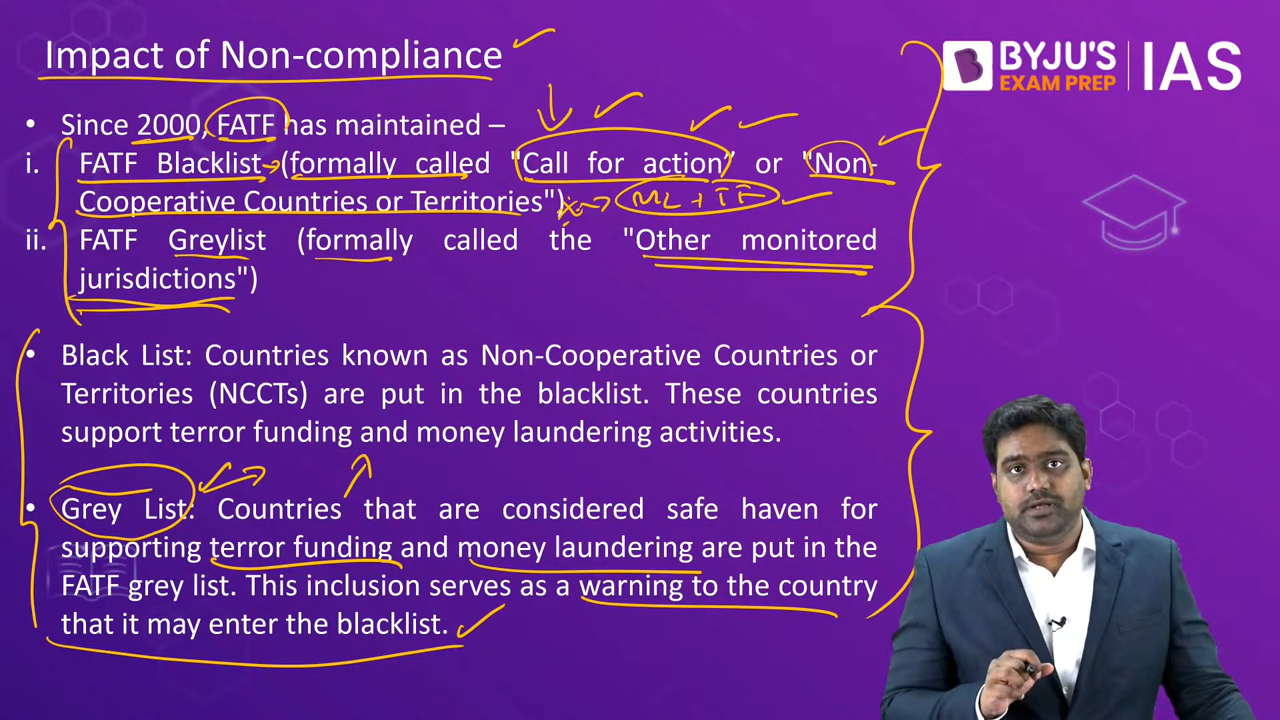 Impact of Non-compliance
BYJU'S
EXAM PREP
IAS
• Since 2000, FATF has maintained –
i. FATF Blacklist (formally called "Call for action" or "Non-
Cooperative Countries or Territories")
ML + TF
ii. FATF Greylist (formally called the "Other monitored
jurisdictions")
• Black List: Countries known as Non-Cooperative Countries or
Territories (NCCTs) are put in the blacklist. These countries
support terror funding and money laundering activities.
• Grey List: Countries that are considered safe haven for
supporting terror funding and money laundering are put in the
FATF grey list. This inclusion serves as a warning to the country
that it may enter the blacklist.